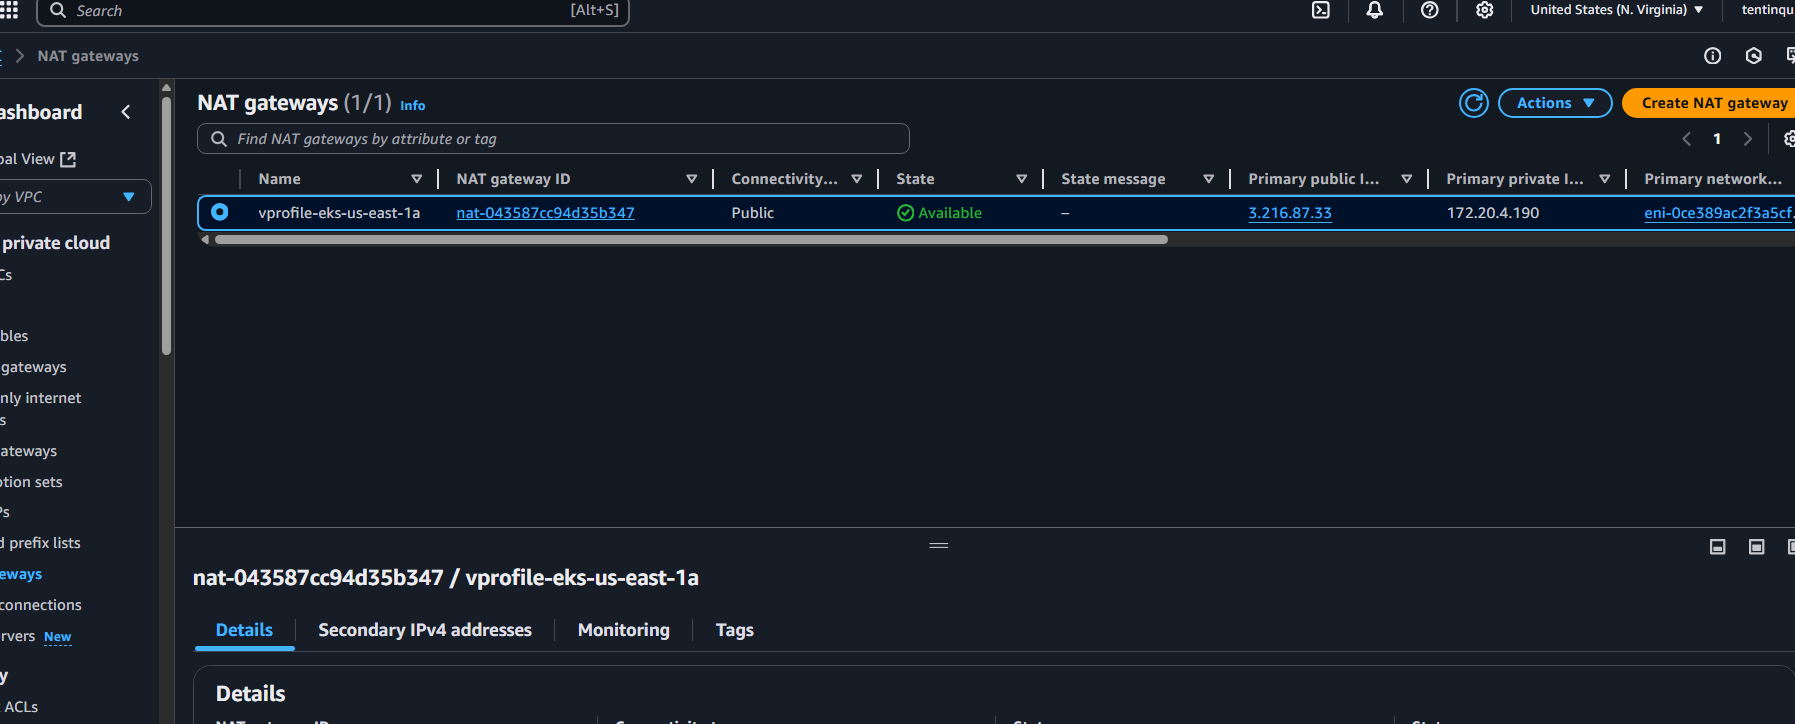 Search [Alt+S] United States (N. Virginia) tentinqu
NAT gateways
ashboard
bal View
by VPC
private cloud
Cs
bles
gateways
nly internet
s
ateways
otion sets
Ps
d prefix lists
eways
connections
rvers New
y
ACLs
NAT gateways (1/1) Info
Actions Create NAT gateway
Find NAT gateways by attribute or tag
1
Name NAT gateway ID Connectivity... State State message Primary public I... Primary private I... Primary network...
vprofile-eks-us-east-1a nat-043587cc94d35b347 Public Available – 3.216.87.33 172.20.4.190 eni-0ce389ac2f3a5cf.
nat-043587cc94d35b347 / vprofile-eks-us-east-1a
Details Secondary IPv4 addresses Monitoring Tags
Details